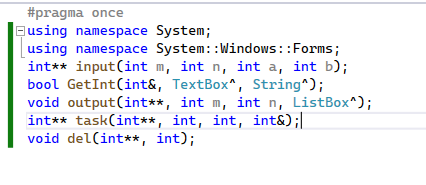 #pragma once
using namespace System;
using namespace System::Windows::Forms;
int** input(int m, int n, int a, int b);
bool GetInt(int&, TextBox^, String^);
void output(int**, int m, int n, ListBox^);
int** task(int**, int, int, int&);
void del(int**, int);